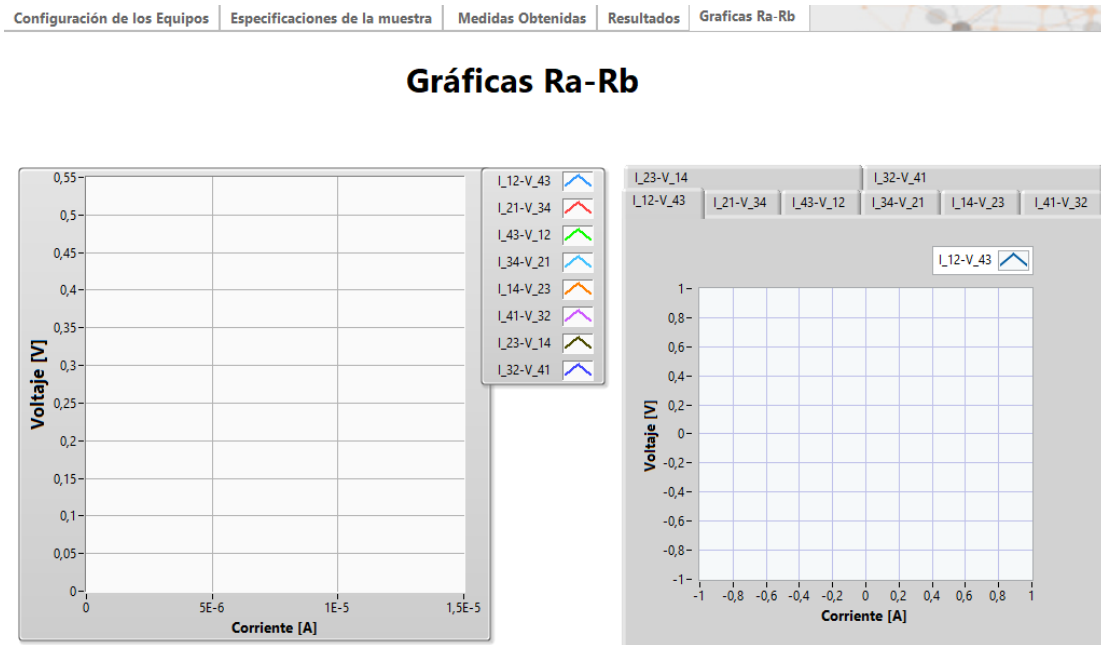 Configuración de los Equipos Especificaciones de la muestra Medidas Obtenidas Resultados Graficas Ra-Rb
Gráficas Ra-Rb
0,55
0,5
0,45
0,4
0,35
0,3
0,25
0,2
0,15
0,1
0,05
0
Voltaje [V]
0 5E-6 1E-5 1,5E-5
Corriente [A]
I_12-V_43
I_21-V_34
I_43-V_12
I_34-V_21
I_14-V_23
I_41-V_32
I_23-V_14
I_32-V_41
I_23-V_14 I_32-V_41
I_12-V_43 I_21-V_34 I_43-V_12 I_34-V_21 I_14-V_23 I_41-V_32
I_12-V_43
1
0,8
0,6
0,4
0,2
0
-0,2
-0,4
-0,6
-0,8
-1
Voltaje [V]
-1 -0,8 -0,6 -0,4 -0,2 0 0,2 0,4 0,6 0,8 1
Corriente [A]